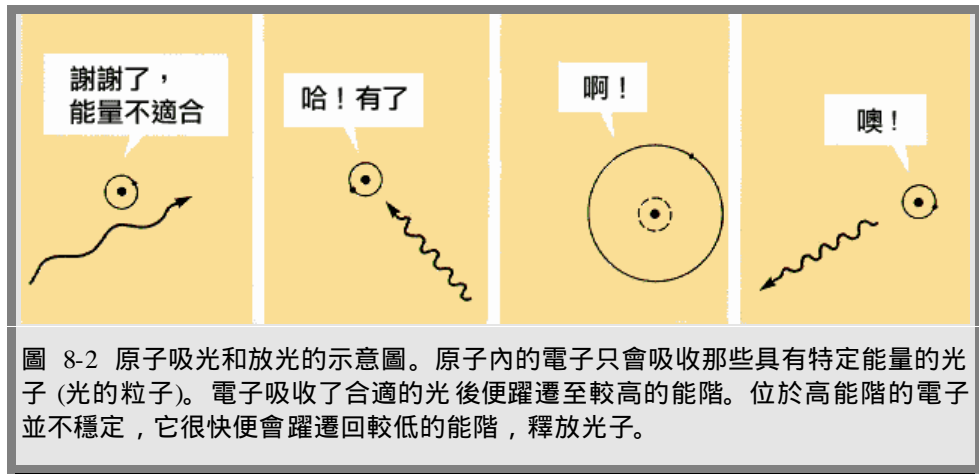 謝謝了，
能量不適合
哈！有了
啊！
噢！
圖 8-2 原子吸光和放光的示意圖。原子內的電子只會吸收那些具有特定能量的光
子 (光的粒子)。電子吸收了合適的光 後便躍遷至較高的能階。位於高能階的電子
並不穩定，它很快便會躍遷回較低的能階，釋放光子。